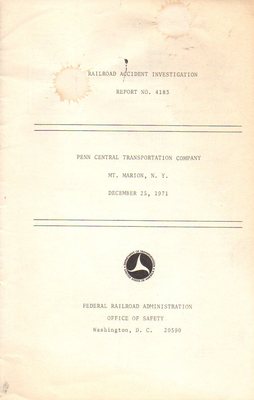 RAILROAD ACCIDENT INVESTIGATION
REPORT NO. 4183
PENN CENTRAL TRANSPORTATION COMPANY
MT. MARION, N. Y.
DECEMBER 25, 1971
FEDERAL RAILROAD ADMINISTRATION
OFFICE OF SAFETY
Washington, D. C. 20590